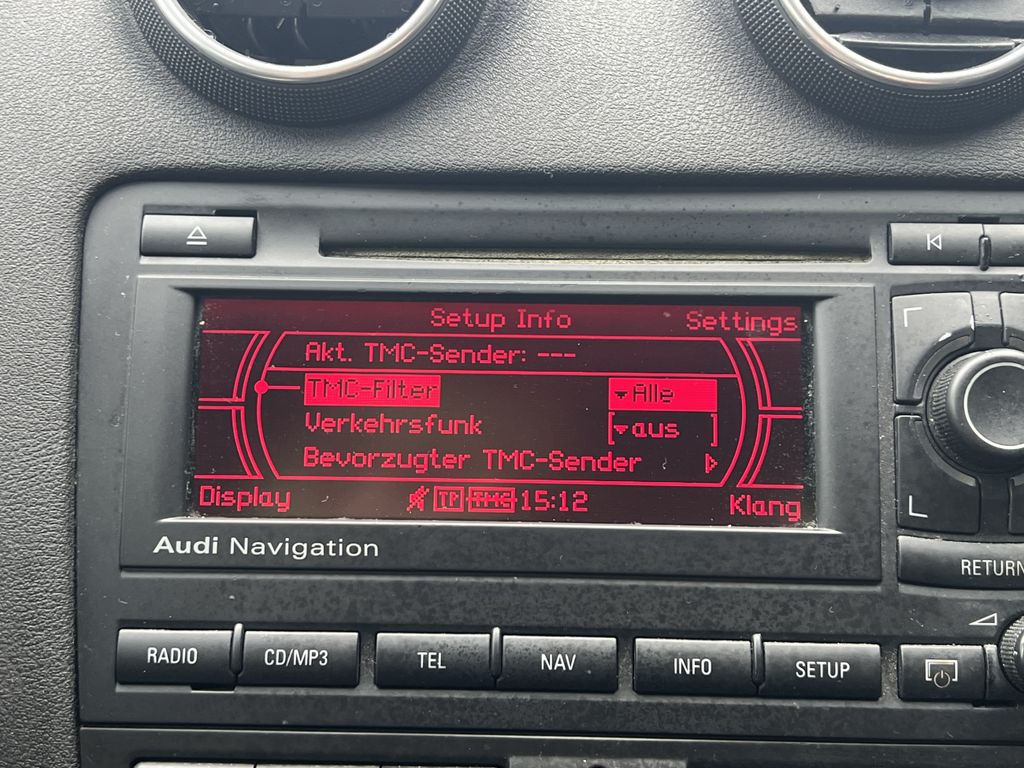 Setup Info Settings
Akt. TMC-Sender: ---
TMC-Filter Alle
Verkehrsfunk [aus ]
Bevorzugter TMC-Sender
Display TP TMC 15:12 Klang
Audi Navigation
RETURN
RADIO CD/MP3 TEL NAV INFO SETUP